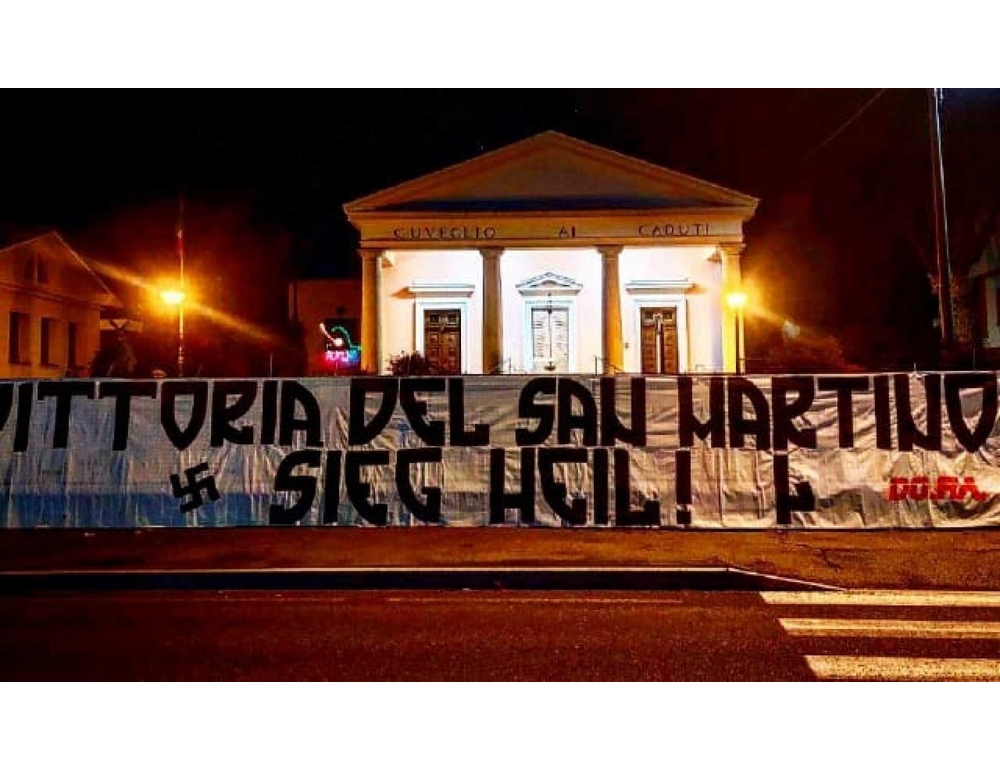 CUVEGLIO AI CADUTI
VITTORIA DEL SAN MARTINO
SIEG HEIL!
DO.RA.